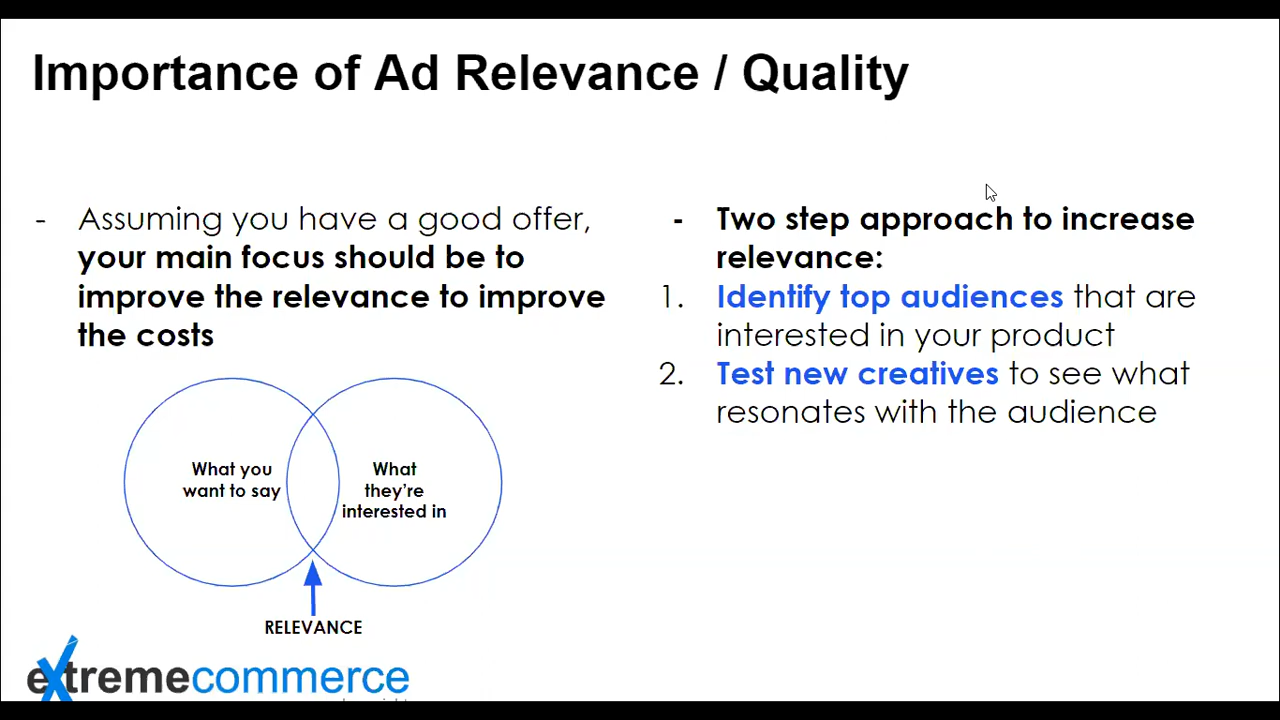 Importance of Ad Relevance / Quality
- Assuming you have a good offer,
your main focus should be to
improve the relevance to improve
the costs
What you
want to say
What
they're
interested in
RELEVANCE
- Two step approach to increase
relevance:
1. Identify top audiences that are
interested in your product
2. Test new creatives to see what
resonates with the audience
extremecommerce